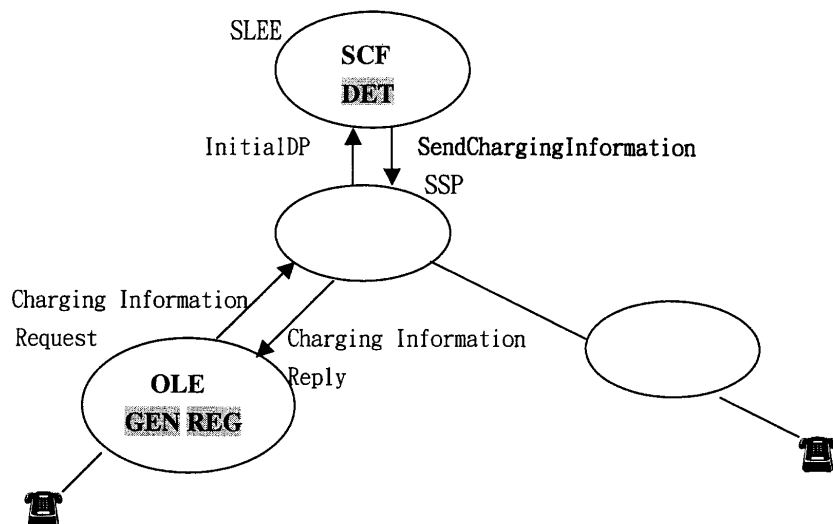 SLEE
SCF
DET
InitialDP
SendChargingInformation
SSP
Charging Information
Request
Charging Information
Reply
OLE
GEN REG